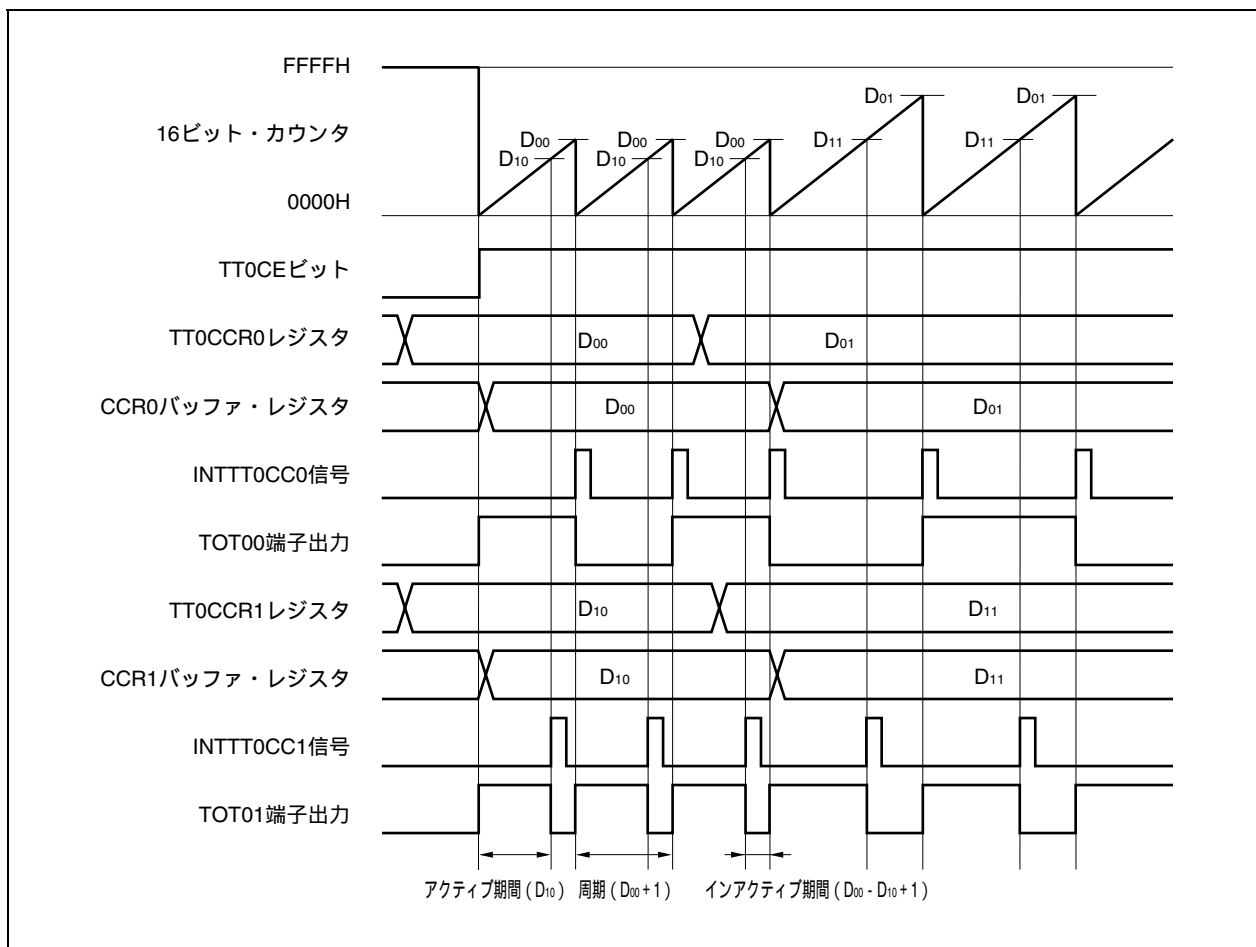 FFFFH
16ビット・カウンタ
0000H
D00 D00 D00 D01 D01
D10 D10 D10 D11 D11
TT0CEビット
TT0CCR0レジスタ D00 D01
CCR0バッファ・レジスタ D00 D01
INTTT0CC0信号
TOT00端子出力
TT0CCR1レジスタ D10 D11
CCR1バッファ・レジスタ D10 D11
INTTT0CC1信号
TOT01端子出力
アクティブ期間(D10) 周期(D00+1) インアクティブ期間(D00 - D10+1)